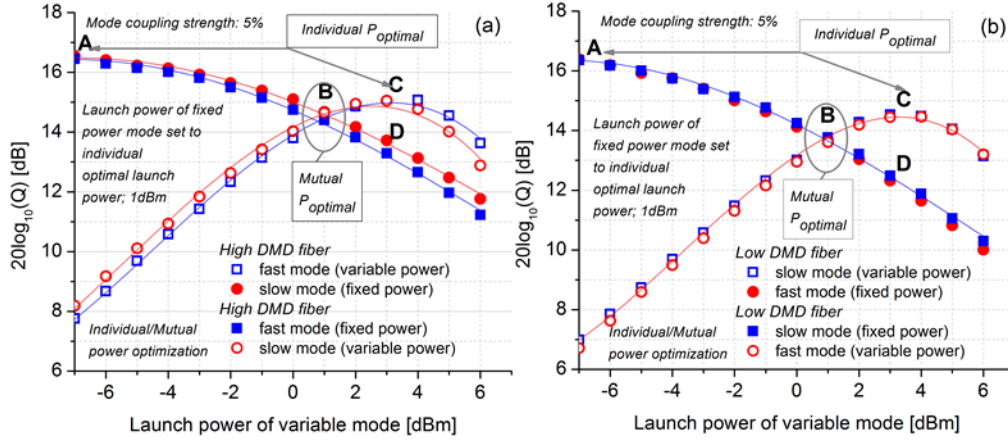 Mode coupling strength: 5%
(a)
Individual P optimal
A
C
B
D
Launch power of fixed
power mode set to
individual
optimal launch
power; 1dBm
Mutual
P optimal
High DMD fiber
fast mode (variable power)
slow mode (fixed power)
High DMD fiber
fast mode (fixed power)
slow mode (variable power)
Individual/Mutual
power optimization
20log10(Q) [dB]
18
16
14
12
10
8
6
-6 -4 -2 0 2 4 6
Launch power of variable mode [dBm]
Mode coupling strength: 5%
(b)
Individual
P optimal
A
C
B
D
Launch power of
fixed power mode set
to individual
optimal launch
power; 1dBm
Mutual
P optimal
Low DMD fiber
slow mode (variable power)
fast mode (fixed power)
Low DMD fiber
slow mode (fixed power)
fast mode (variable power)
Individual/Mutual
power optimization
20log10(Q) [dB]
18
16
14
12
10
8
6
-6 -4 -2 0 2 4 6
Launch power of variable mode [dBm]